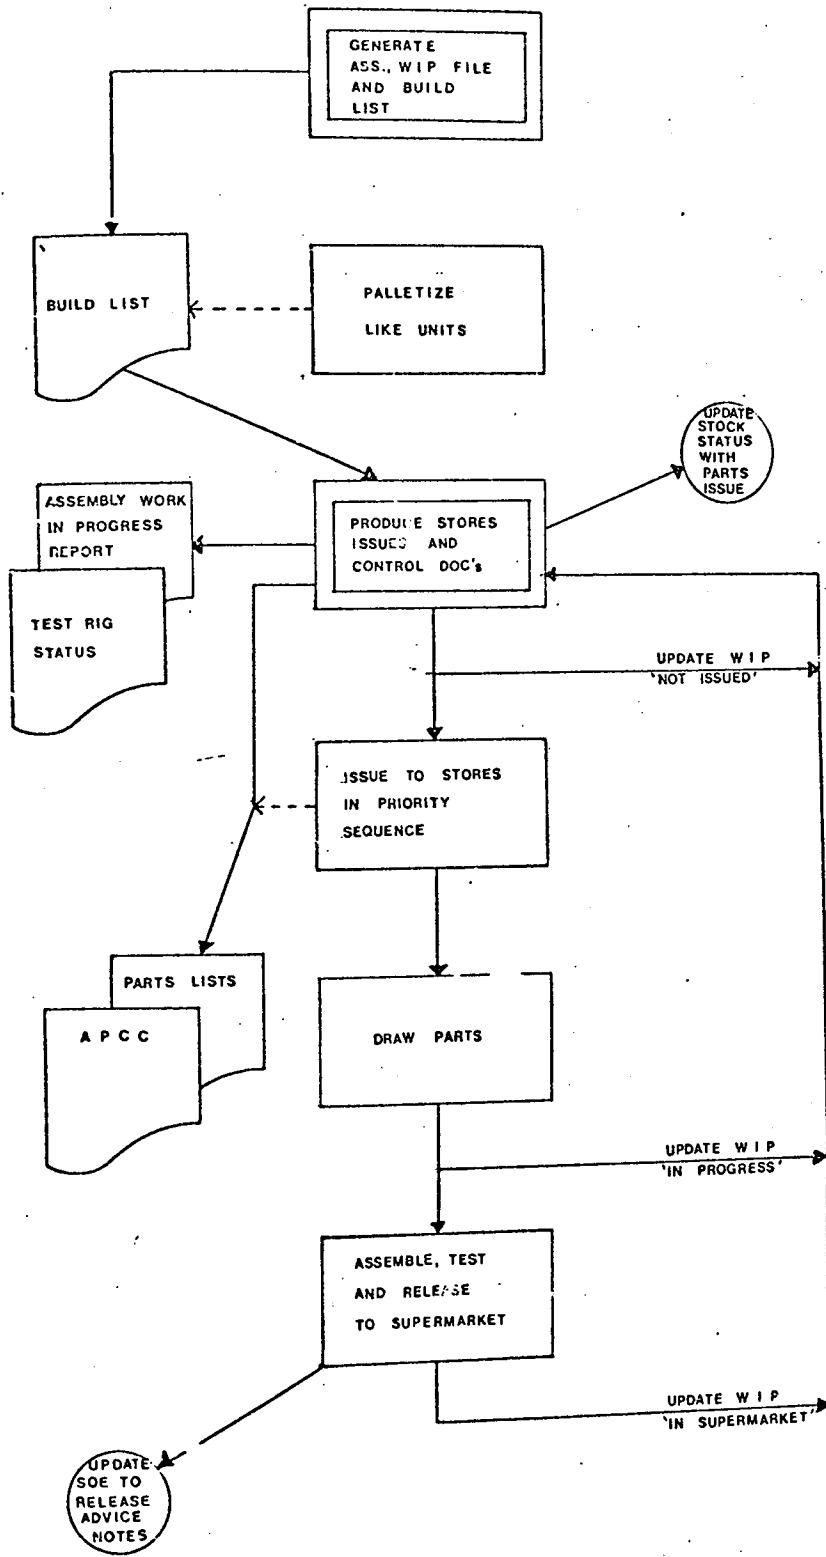 GENERATE
ASS., WIP FILE
AND BUILD
LIST
BUILD LIST
PALLETIZE
LIKE UNITS
UPDATE
STOCK
STATUS
WITH
PARTS
ISSUE
ASSEMBLY WORK
IN PROGRESS
REPORT
PRODUCE STORES
ISSUES AND
CONTROL DOC's
TEST RIG
STATUS
UPDATE W I P
'NOT ISSUED'
ISSUE TO STORES
IN PRIORITY
SEQUENCE
PARTS LISTS
A P C C
DRAW PARTS
UPDATE W I P
'IN PROGRESS'
ASSEMBLE, TEST
AND RELEASE
TO SUPERMARKET
UPDATE W I P
'IN SUPERMARKET'
UPDATE
SOE TO
RELEASE
ADVICE
NOTES